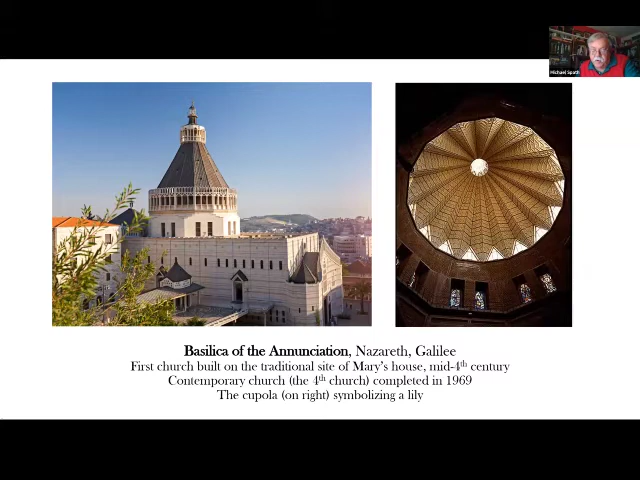 Michael Spath
Basilica of the Annunciation, Nazareth, Galilee
First church built on the traditional site of Mary's house, mid-4th century
Contemporary church (the 4th church) completed in 1969
The cupola (on right) symbolizing a lily